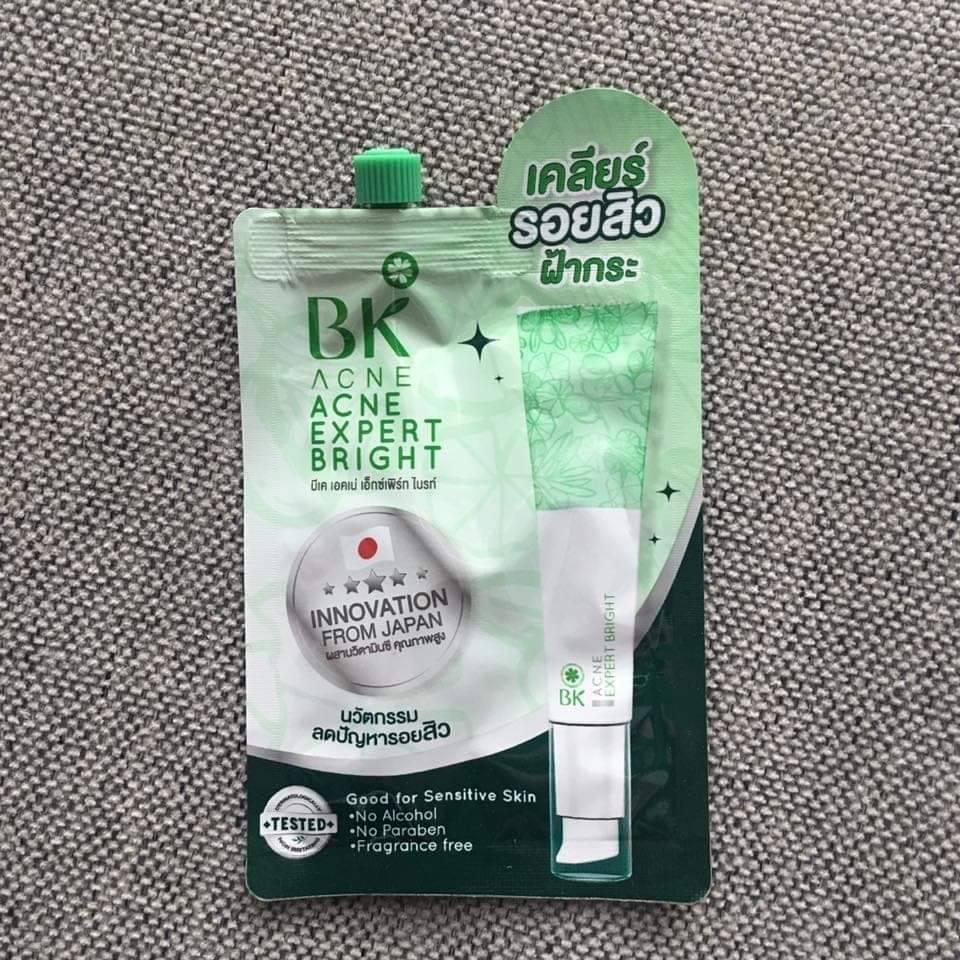 เคลียร์
รอยสิว
ฝ้ากระ
BK
ACNE
ACNE
EXPERT
BRIGHT
บีเค เอคเน่ เอ็กซ์เพิร์ท ไบรท์
INNOVATION
FROM JAPAN
ผสานวิตามินซี คุณภาพสูง
นวัตกรรม
ลดปัญหารอยสิว
BK
ACNE
EXPERT BRIGHT
DERMATOLOGICALLY
TESTED
Good for Sensitive Skin
•No Alcohol
•No Paraben
•Fragrance free